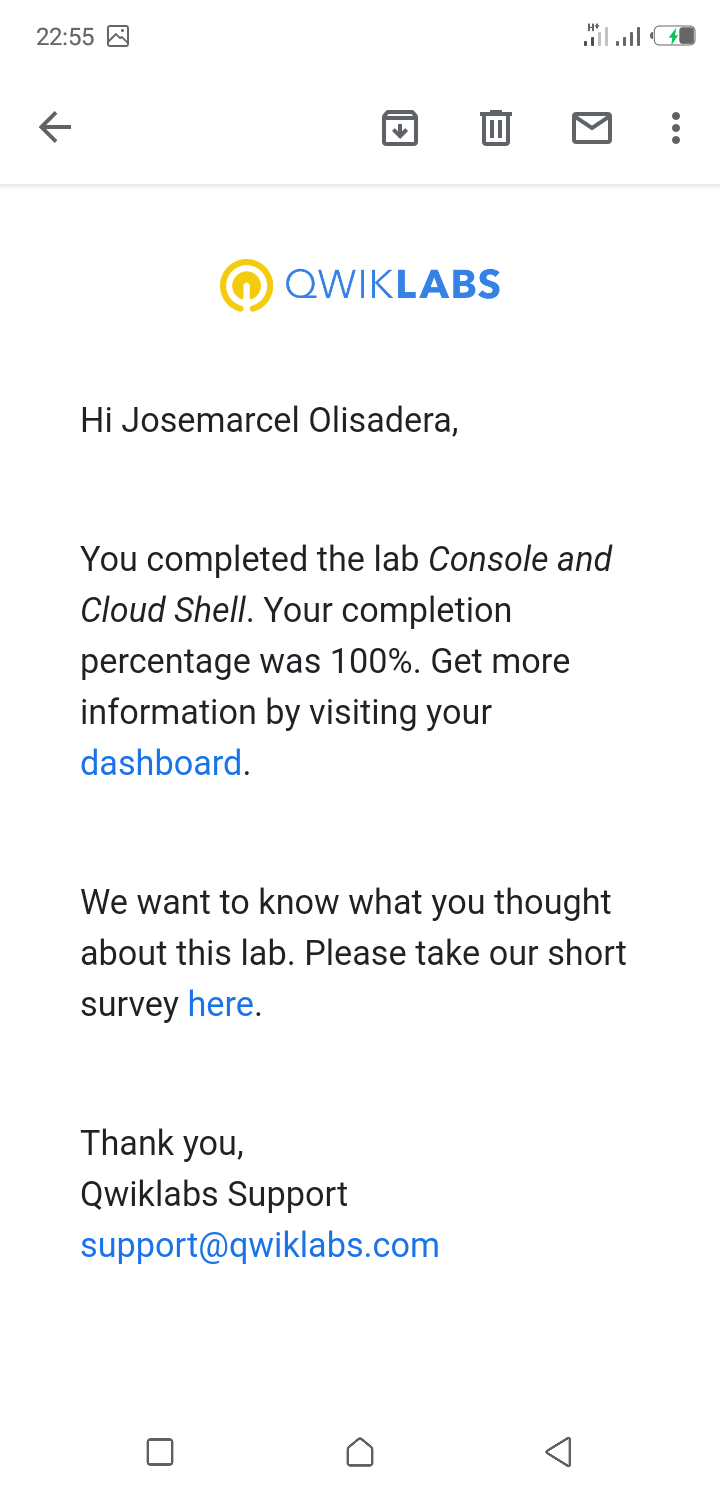 22:55
H+
QWIKLABS
Hi Josemarcel Olisadera,
You completed the lab Console and
Cloud Shell. Your completion
percentage was 100%. Get more
information by visiting your
dashboard.
We want to know what you thought
about this lab. Please take our short
survey here.
Thank you,
Qwiklabs Support
support@qwiklabs.com